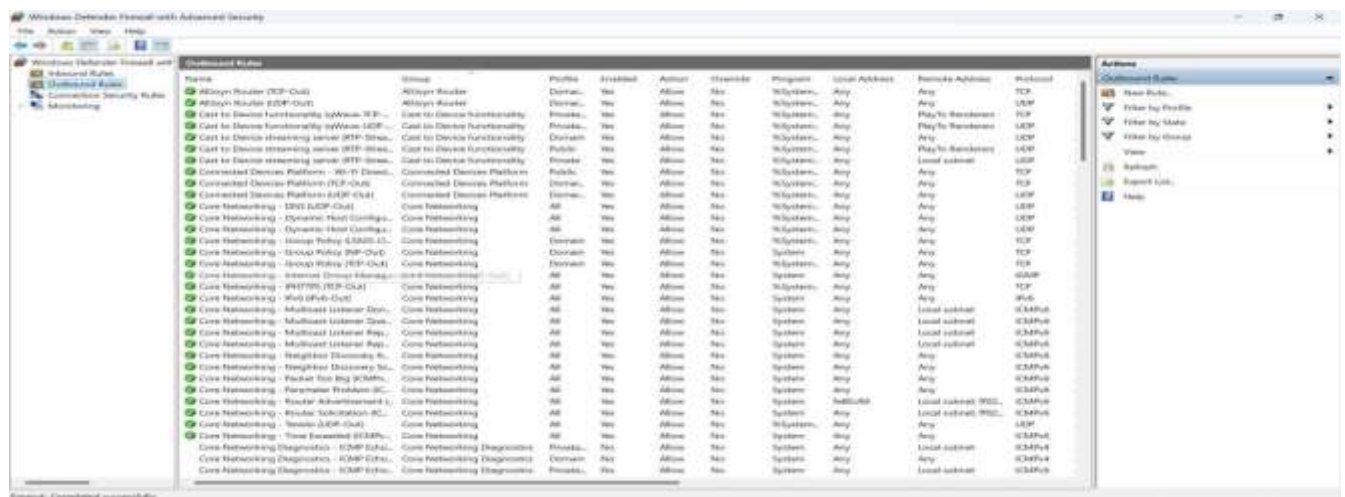 Windows Defender Firewall with Advanced Security
File Action View Help
Windows Defender Firewall with
Inbound Rules
Outbound Rules
Connection Security Rules
Monitoring
Outbound Rules
Name Group Profile Enabled Action Override Program Local Address Remote Address Protocol
AllJoyn Router (TCP-Out) AllJoyn Router Domai... Yes Allow No %System... Any Any TCP
AllJoyn Router (UDP-Out) AllJoyn Router Domai... Yes Allow No %System... Any Any UDP
Cast to Device functionality (qWave-TCP-... Cast to Device functionality Private... Yes Allow No %System... Any PlayTo Renderers TCP
Cast to Device functionality (qWave-UDP-... Cast to Device functionality Private... Yes Allow No %System... Any PlayTo Renderers UDP
Cast to Device streaming server (RTP-Strea... Cast to Device functionality Domain Yes Allow No %System... Any Any UDP
Cast to Device streaming server (RTP-Strea... Cast to Device functionality Public Yes Allow No %System... Any PlayTo Renderers UDP
Cast to Device streaming server (RTP-Strea... Cast to Device functionality Private Yes Allow No %System... Any Local subnet UDP
Connected Devices Platform - Wi-Fi Direct... Connected Devices Platform Public Yes Allow No %System... Any Any TCP
Connected Devices Platform (TCP-Out) Connected Devices Platform Domai... Yes Allow No %System... Any Any TCP
Connected Devices Platform (UDP-Out) Connected Devices Platform Domai... Yes Allow No %System... Any Any UDP
Core Networking - DNS (UDP-Out) Core Networking All Yes Allow No %System... Any Any UDP
Core Networking - Dynamic Host Configu... Core Networking All Yes Allow No %System... Any Any UDP
Core Networking - Dynamic Host Configu... Core Networking All Yes Allow No %System... Any Any UDP
Core Networking - Group Policy (LSASS-O... Core Networking Domain Yes Allow No %System... Any Any TCP
Core Networking - Group Policy (NP-Out) Core Networking Domain Yes Allow No System Any Any TCP
Core Networking - Group Policy (TCP-Out) Core Networking Domain Yes Allow No %System... Any Any TCP
Core Networking - Internet Group Manag... All Yes Allow No System Any Any IGMP
Core Networking - IPHTTPS (TCP-Out) Core Networking All Yes Allow No %System... Any Any TCP
Core Networking - IPv6 (IPv6-Out) Core Networking All Yes Allow No System Any Any IPv6
Core Networking - Multicast Listener Don... Core Networking All Yes Allow No System Any Local subnet ICMPv6
Core Networking - Multicast Listener Que... Core Networking All Yes Allow No System Any Local subnet ICMPv6
Core Networking - Multicast Listener Rep... Core Networking All Yes Allow No System Any Local subnet ICMPv6
Core Networking - Multicast Listener Rep... Core Networking All Yes Allow No System Any Local subnet ICMPv6
Core Networking - Neighbor Discovery A... Core Networking All Yes Allow No System Any Any ICMPv6
Core Networking - Neighbor Discovery So... Core Networking All Yes Allow No System Any Any ICMPv6
Core Networking - Packet Too Big (ICMPv... Core Networking All Yes Allow No System Any Any ICMPv6
Core Networking - Parameter Problem (IC... Core Networking All Yes Allow No System Any Any ICMPv6
Core Networking - Router Advertisement (... Core Networking All Yes Allow No System fe80::/64 Local subnet, ICMPv6
Core Networking - Router Solicitation (IC... Core Networking All Yes Allow No System Any Local subnet, ICMPv6
Core Networking - Teredo (UDP-Out) Core Networking All Yes Allow No %System... Any Any UDP
Core Networking - Time Exceeded (ICMPv... Core Networking All Yes Allow No System Any Any ICMPv6
Core Networking Diagnostics - ICMP Echo... Core Networking Diagnostics Private... No Allow No System Any Local subnet
Core Networking Diagnostics - ICMP Echo... Core Networking Diagnostics Domain No Allow No System Any Any
Core Networking Diagnostics - ICMP Echo... Core Networking Diagnostics Private... No Allow No System Any Local subnet
Actions
Outbound Rules
New Rule...
Filter by Profile
Filter by State
Filter by Group
View
Refresh
Export List...
Help